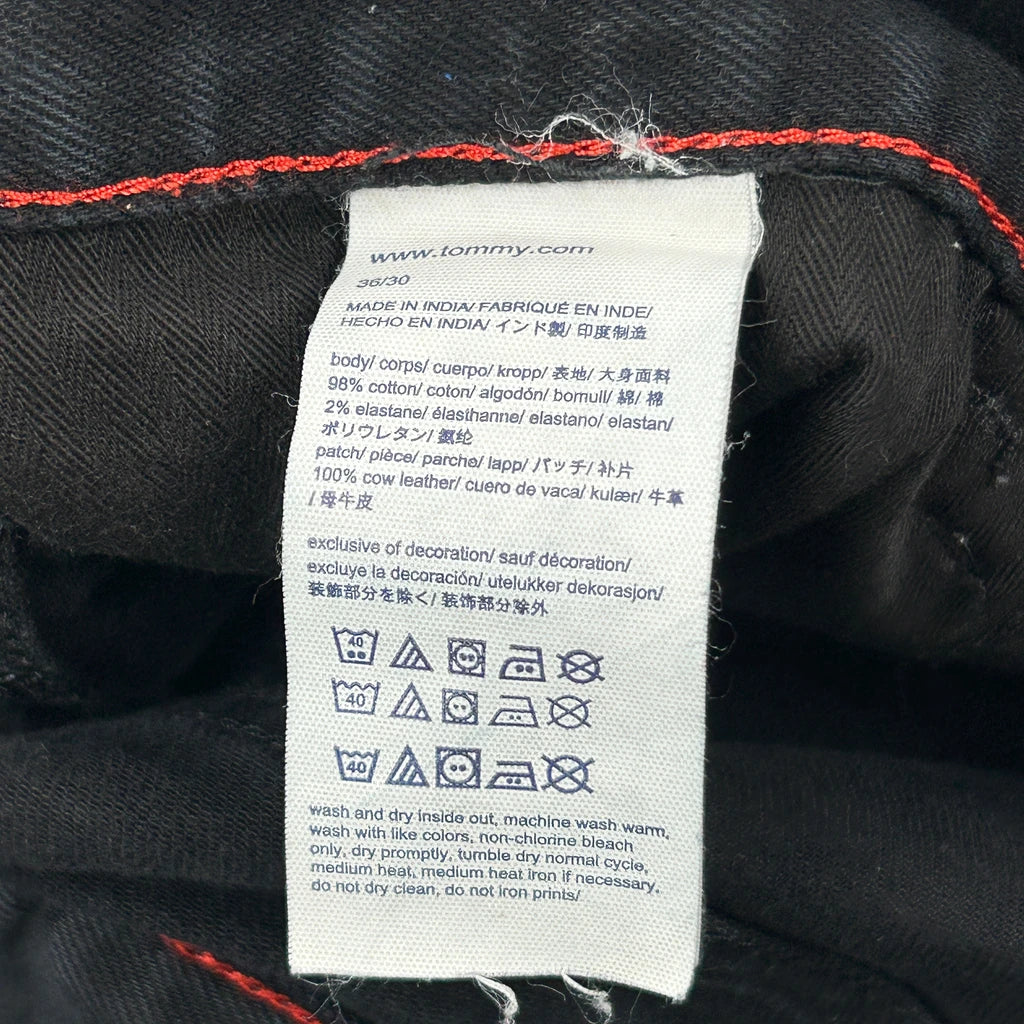 www.tommy.com
36/30
MADE IN INDIA/ FABRIQUÉ EN INDE/
HECHO EN INDIA/ インド製/ 印度制造
body/ corps/ cuerpo/ kropp/ 表地/ 大身面料
98% cotton/ coton/ algodón/ bomull/ 綿/ 棉
2% elastane/ élasthanne/ elastano/ elastan/
ポリウレタン/ 氨纶
patch/ pièce/ parche/ lapp/ パッチ/ 补片
100% cow leather/ cuero de vaca/ kulær/ 牛革
/ 母牛皮
exclusive of decoration/ sauf décoration/
excluye la decoración/ utelukker dekorasjon/
装飾部分を除く/ 装饰部分除外
40
40
40
wash and dry inside out, machine wash warm,
wash with like colors, non-chlorine bleach
only, dry promptly, tumble dry normal cycle,
medium heat, medium heat iron if necessary,
do not dry clean, do not iron prints/